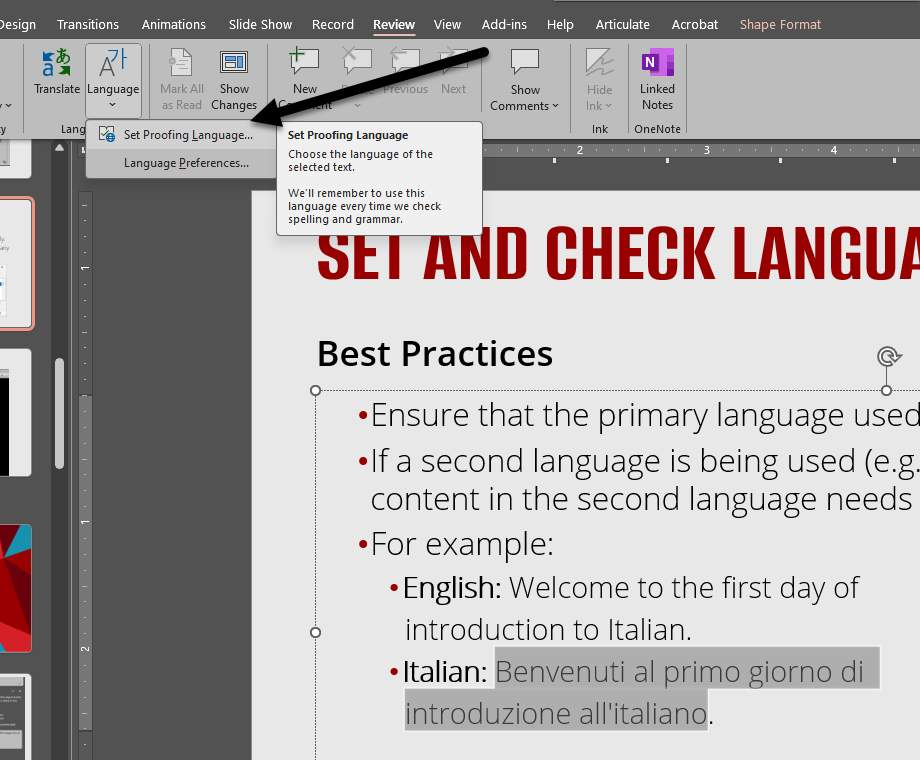 Design Transitions Animations Slide Show Record Review View Add-ins Help Articulate Acrobat Shape Format
Translate Language Mark All as Read Show Changes New Comment Previous Next Show Comments Hide Ink Linked Notes
Ink OneNote
Set Proofing Language...
Language Preferences...
Set Proofing Language
Choose the language of the
selected text.
We'll remember to use this
language every time we check
spelling and grammar.
2 3 4
1
1
2
SET AND CHECK LANGUA
Best Practices
•Ensure that the primary language used
•If a second language is being used (e.g.
content in the second language needs
•For example:
•English: Welcome to the first day of
introduction to Italian.
•Italian: Benvenuti al primo giorno di
introduzione all'italiano.